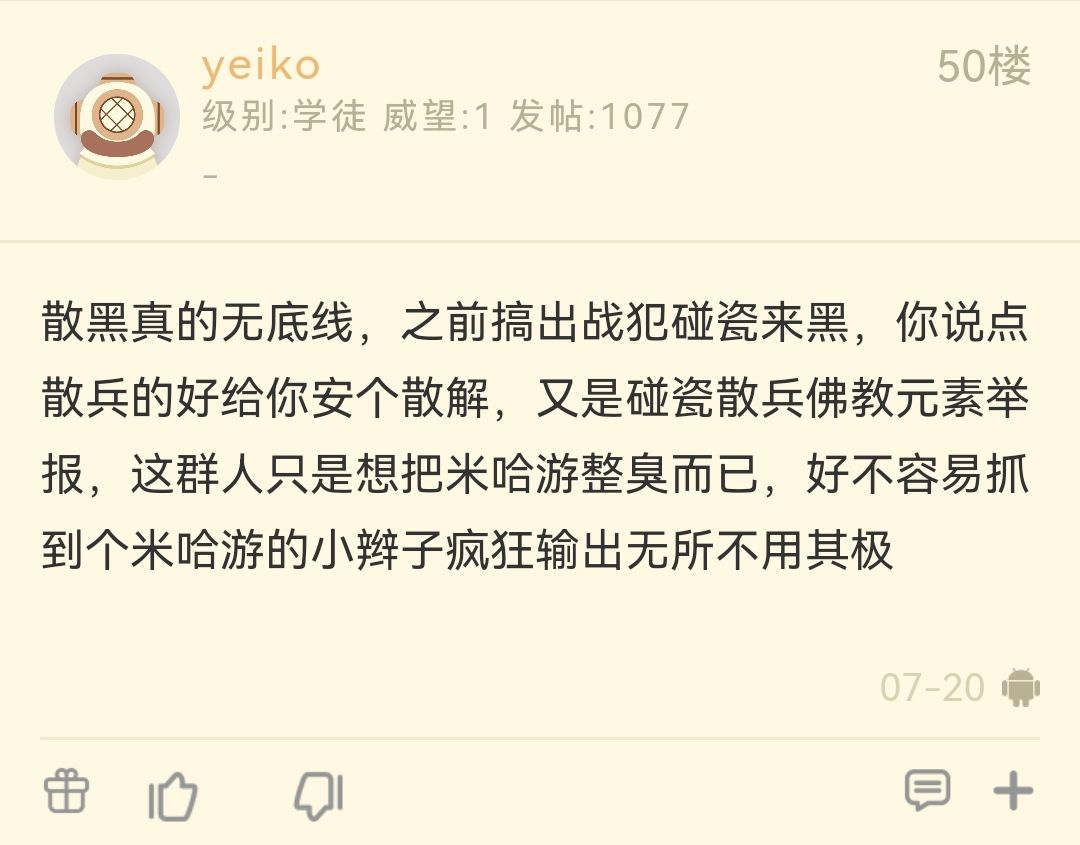 yeiko
50楼
级别:学徒 威望:1 发帖:1077
-
散黑真的无底线，之前搞出战犯碰瓷来黑，你说点
散兵的好给你安个散解，又是碰瓷散兵佛教元素举
报，这群人只是想把米哈游整臭而已，好不容易抓
到个米哈游的小辫子疯狂输出无所不用其极
07-20